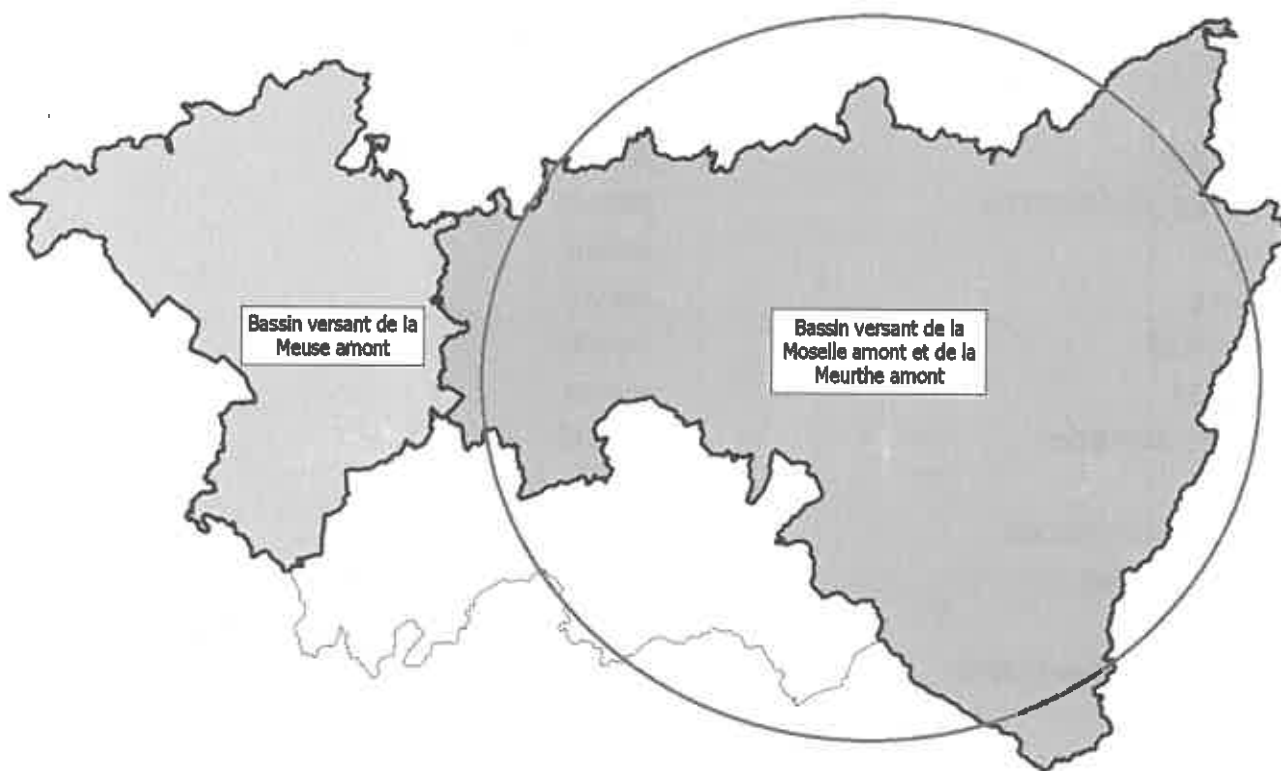 Bassin versant de la
Meuse amont
Bassin versant de la
Moselle amont et de la
Meurthe amont